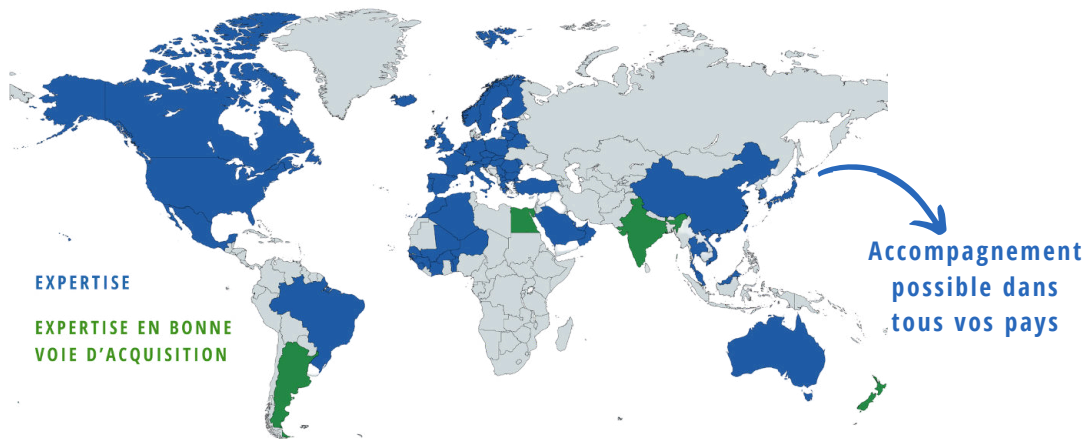 EXPERTISE
EXPERTISE EN BONNE
VOIE D'ACQUISITION
Accompagnement
possible dans
tous vos pays